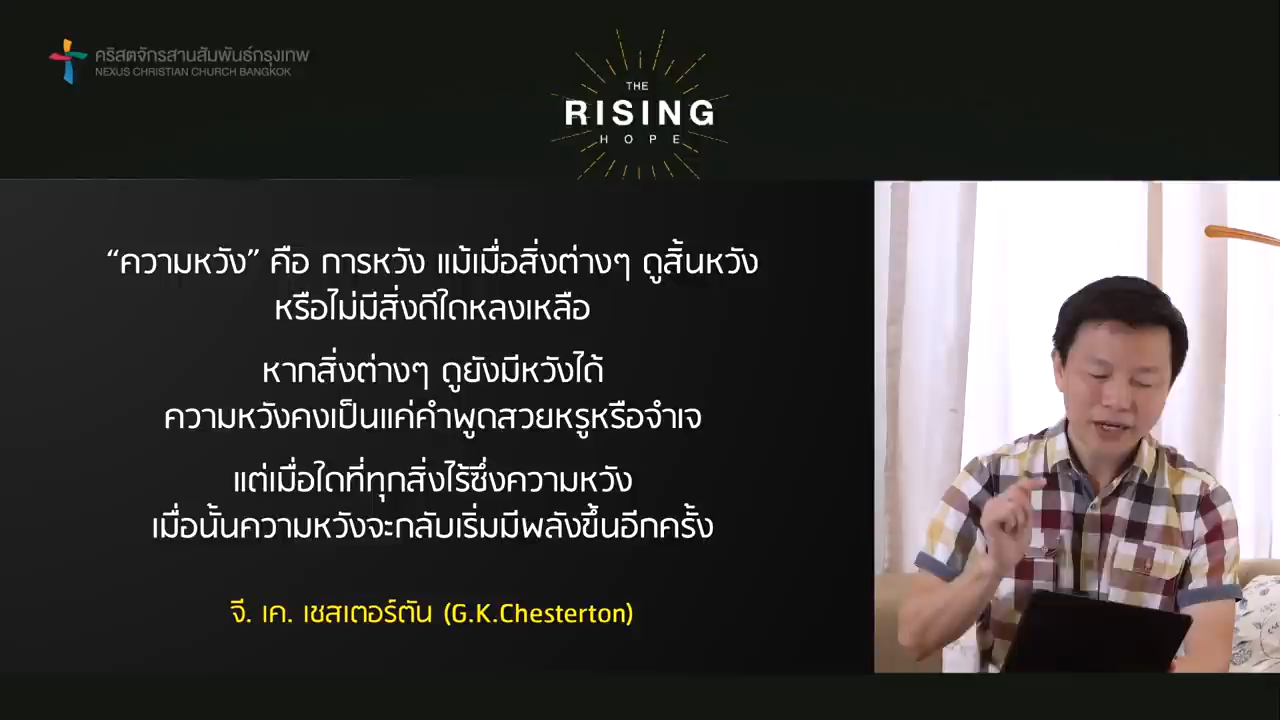 คริสตจักรสานสัมพันธ์กรุงเทพ
NEXUS CHRISTIAN CHURCH BANGKOK
THE
RISING
HOPE
“ความหวัง” คือ การหวัง แม้เมื่อสิ่งต่างๆ ดูสิ้นหวัง
หรือไม่มีสิ่งดีใดหลงเหลือ
หากสิ่งต่างๆ ดูยังมีหวังได้
ความหวังคงเป็นแค่คำพูดสวยหรูหรือจำเจ
แต่เมื่อใดที่ทุกสิ่งไร้ซึ่งความหวัง
เมื่อนั้นความหวังจะกลับเริ่มมีพลังขึ้นอีกครั้ง
จี. เค. เชสเตอร์ตัน (G.K.Chesterton)